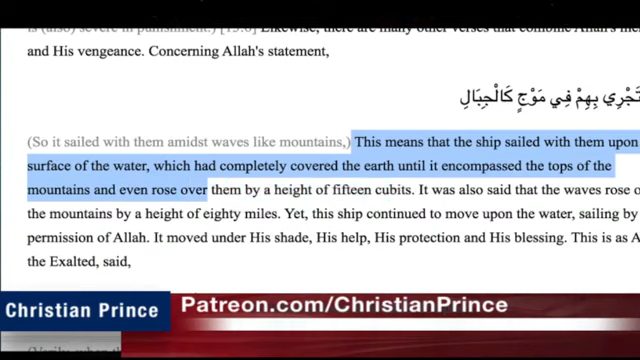 is (also) severe in punishment.) [13:6] Likewise, there are many other verses that combine Allah's
and His vengeance. Concerning Allah's statement,
تَجْرِي بِهِمْ فِي مَوْجٍ كَالْجِبَالِ
(So it sailed with them amidst waves like mountains,) This means that the ship sailed with them upon
surface of the water, which had completely covered the earth until it encompassed the tops of the
mountains and even rose over them by a height of fifteen cubits. It was also said that the waves rose
the mountains by a height of eighty miles. Yet, this ship continued to move upon the water, sailing by
permission of Allah. It moved under His shade, His help, His protection and His blessing. This is as
the Exalted, said,
Christian Prince
Patreon.com/ChristianPrince